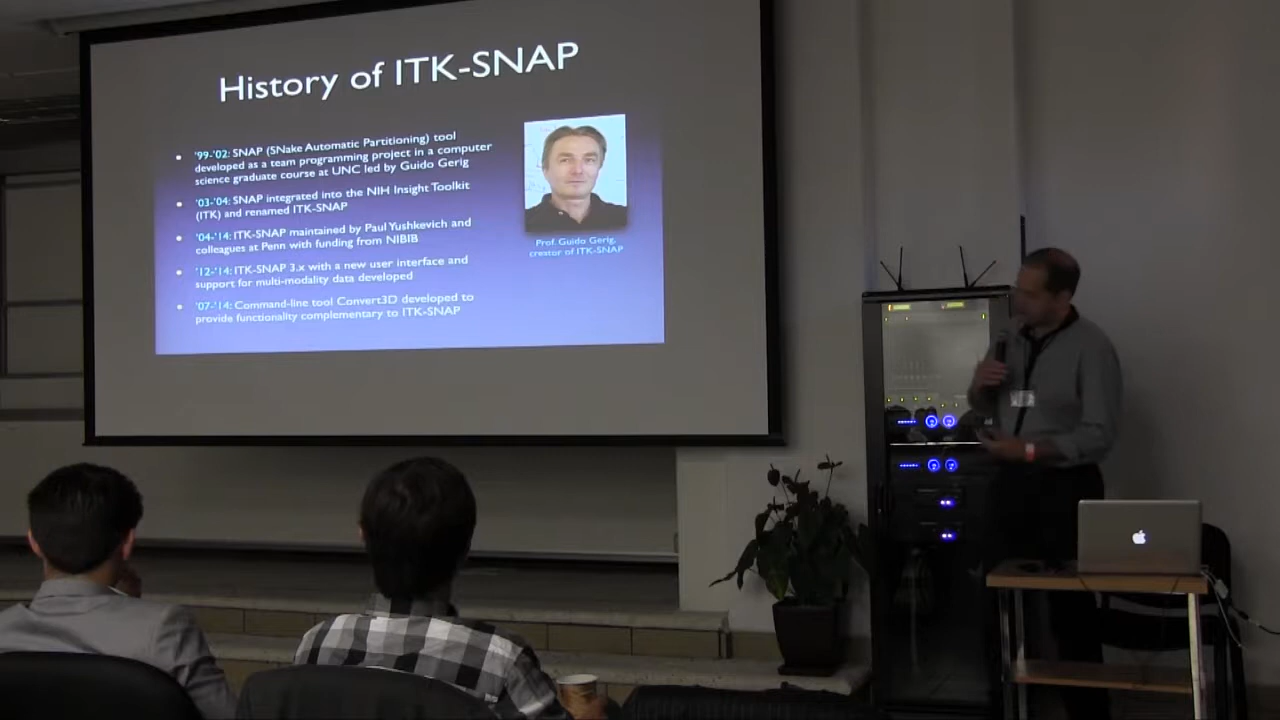 History of ITK-SNAP
'99-'02: SNAP (SNake Automatic Partitioning) tool
developed as a team programming project in a computer
science graduate course at UNC led by Guido Gerig
'03-'04: SNAP integrated into the NIH Insight Toolkit
(ITK) and renamed ITK-SNAP
'04-'14: ITK-SNAP maintained by Paul Yushkevich and
colleagues at Penn with funding from NIBIB
'12-'14: ITK-SNAP 3.x with a new user interface and
support for multi-modality data developed
'07-'14: Command-line tool Convert3D developed to
provide functionality complementary to ITK-SNAP
Prof. Guido Gerig,
creator of ITK-SNAP